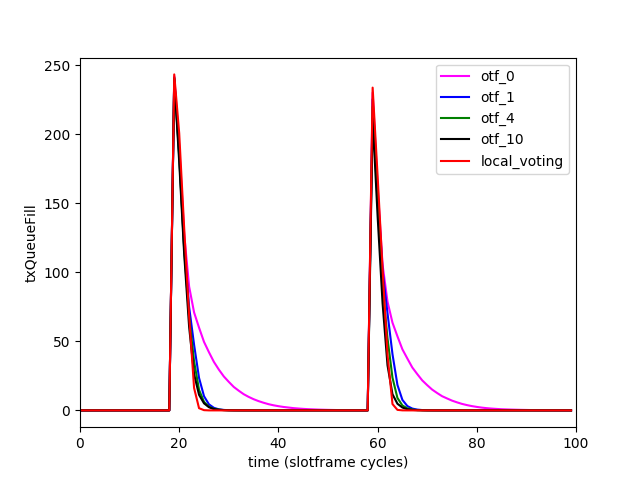 250
200
150
100
50
0
txQueueFill
0 20 40 60 80 100
time (slotframe cycles)
otf_0
otf_1
otf_4
otf_10
local_voting